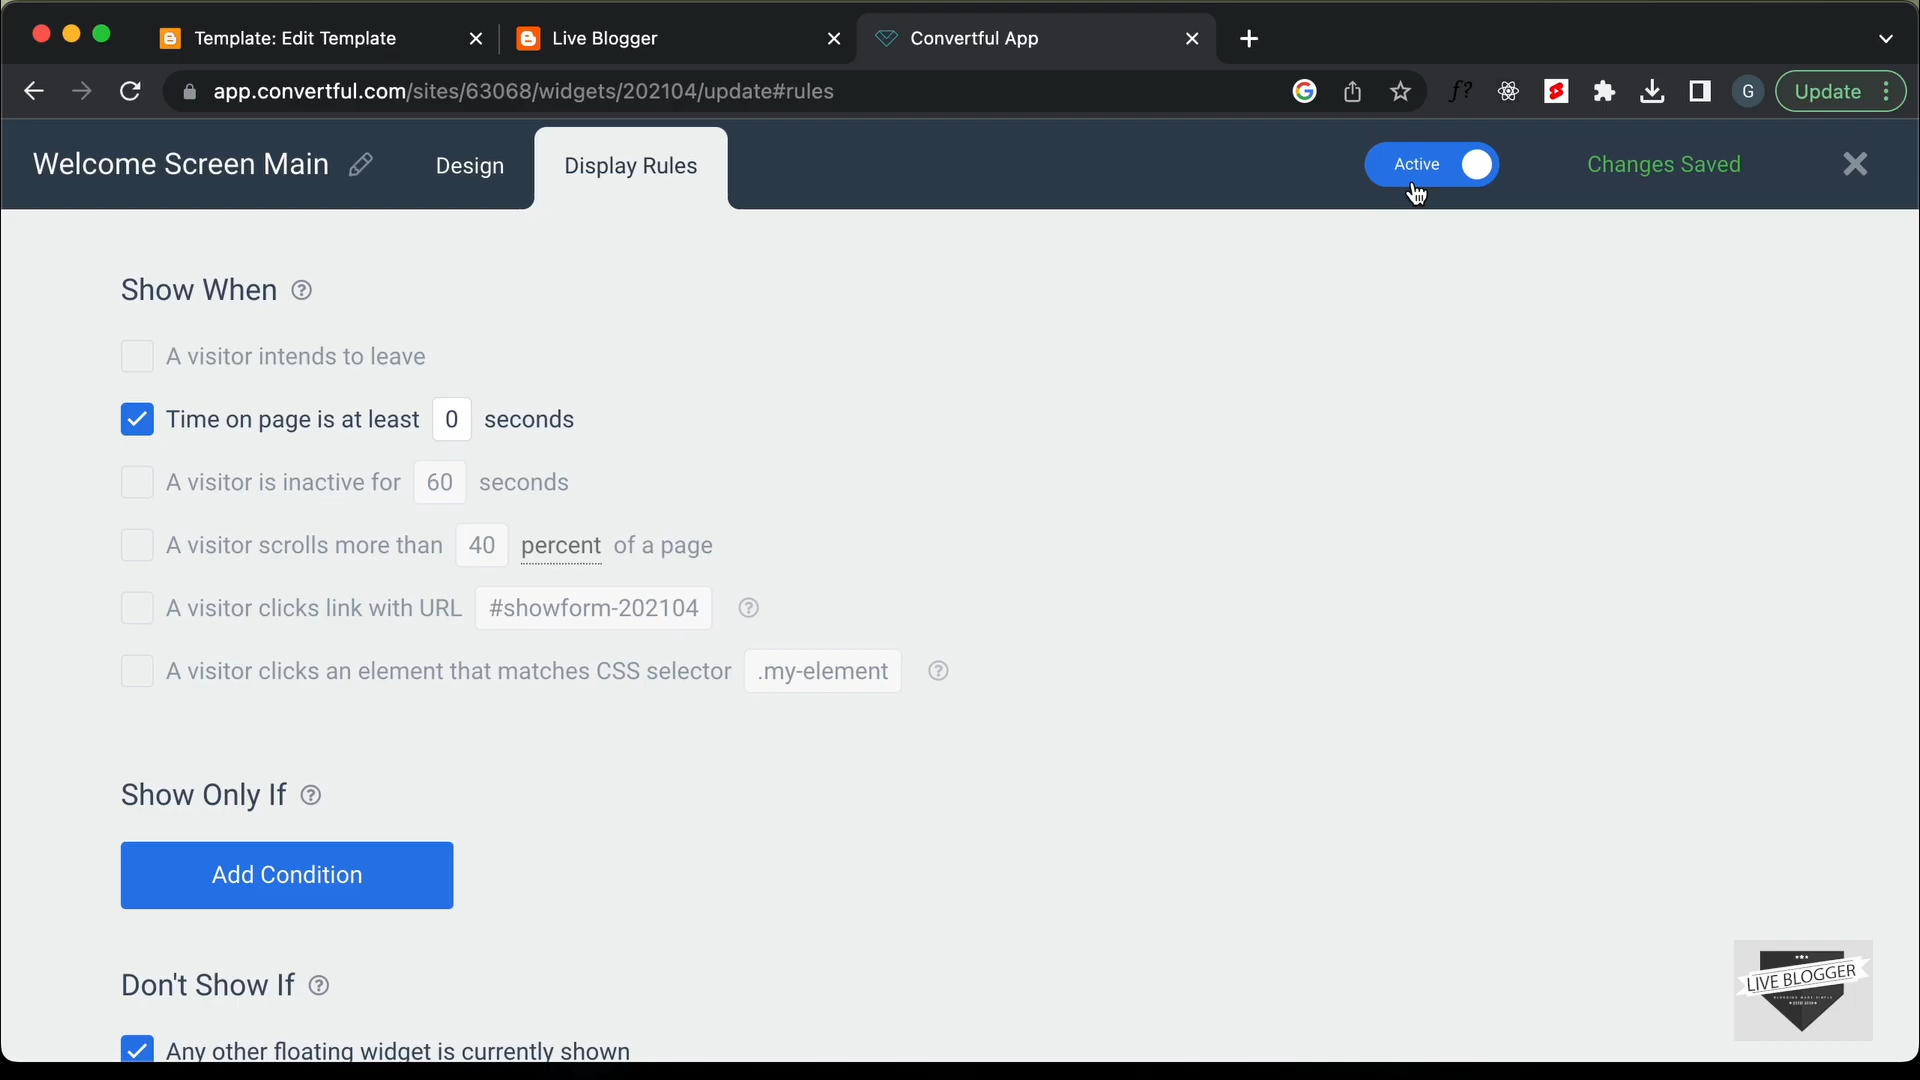 Template: Edit Template
Live Blogger
Convertful App
app.convertful.com/sites/63068/widgets/202104/update#rules
f?
G
Update
Welcome Screen Main
Design
Display Rules
Active
Changes Saved
Show When ?
A visitor intends to leave
Time on page is at least 0 seconds
A visitor is inactive for 60 seconds
A visitor scrolls more than 40 percent of a page
A visitor clicks link with URL #showform-202104 ?
A visitor clicks an element that matches CSS selector .my-element ?
Show Only If ?
Add Condition
Don't Show If ?
Any other floating widget is currently shown
LIVE BLOGGER